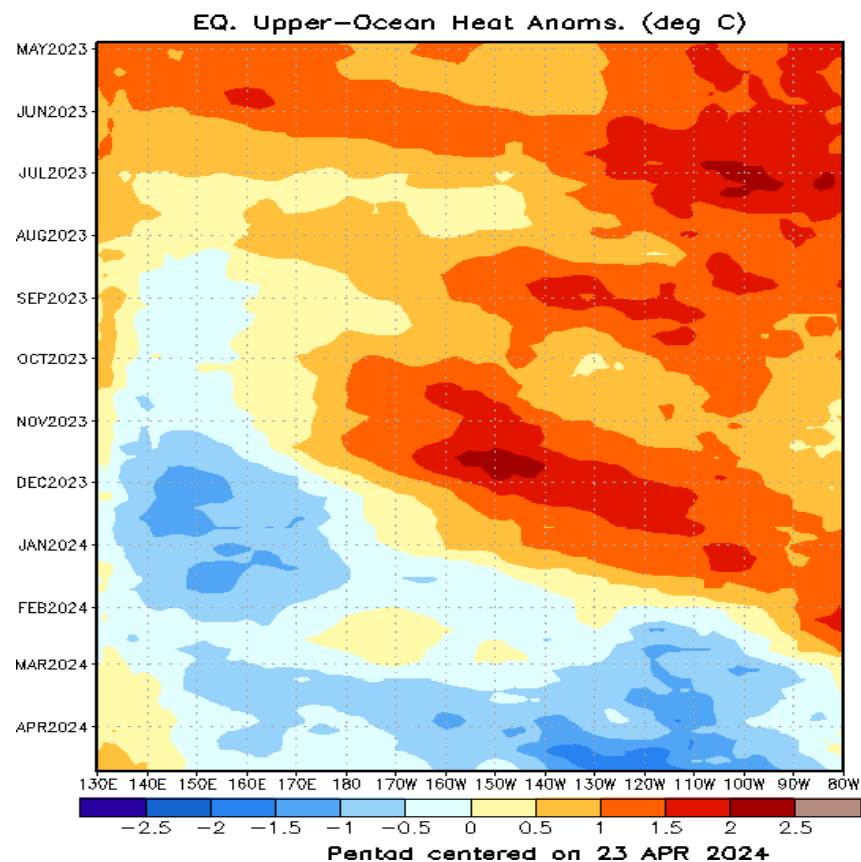 EQ. Upper-Ocean Heat Anoms. (deg C)
MAY2023
JUN2023
JUL2023
AUG2023
SEP2023
OCT2023
NOV2023
DEC2023
JAN2024
FEB2024
MAR2024
APR2024
130E 140E 150E 160E 170E 180 170W 160W 150W 140W 130W 120W 110W 100W 90W 80W
-2.5 -2 -1.5 -1 -0.5 0 0.5 1 1.5 2 2.5
Pentad centered on 23 APR 2024